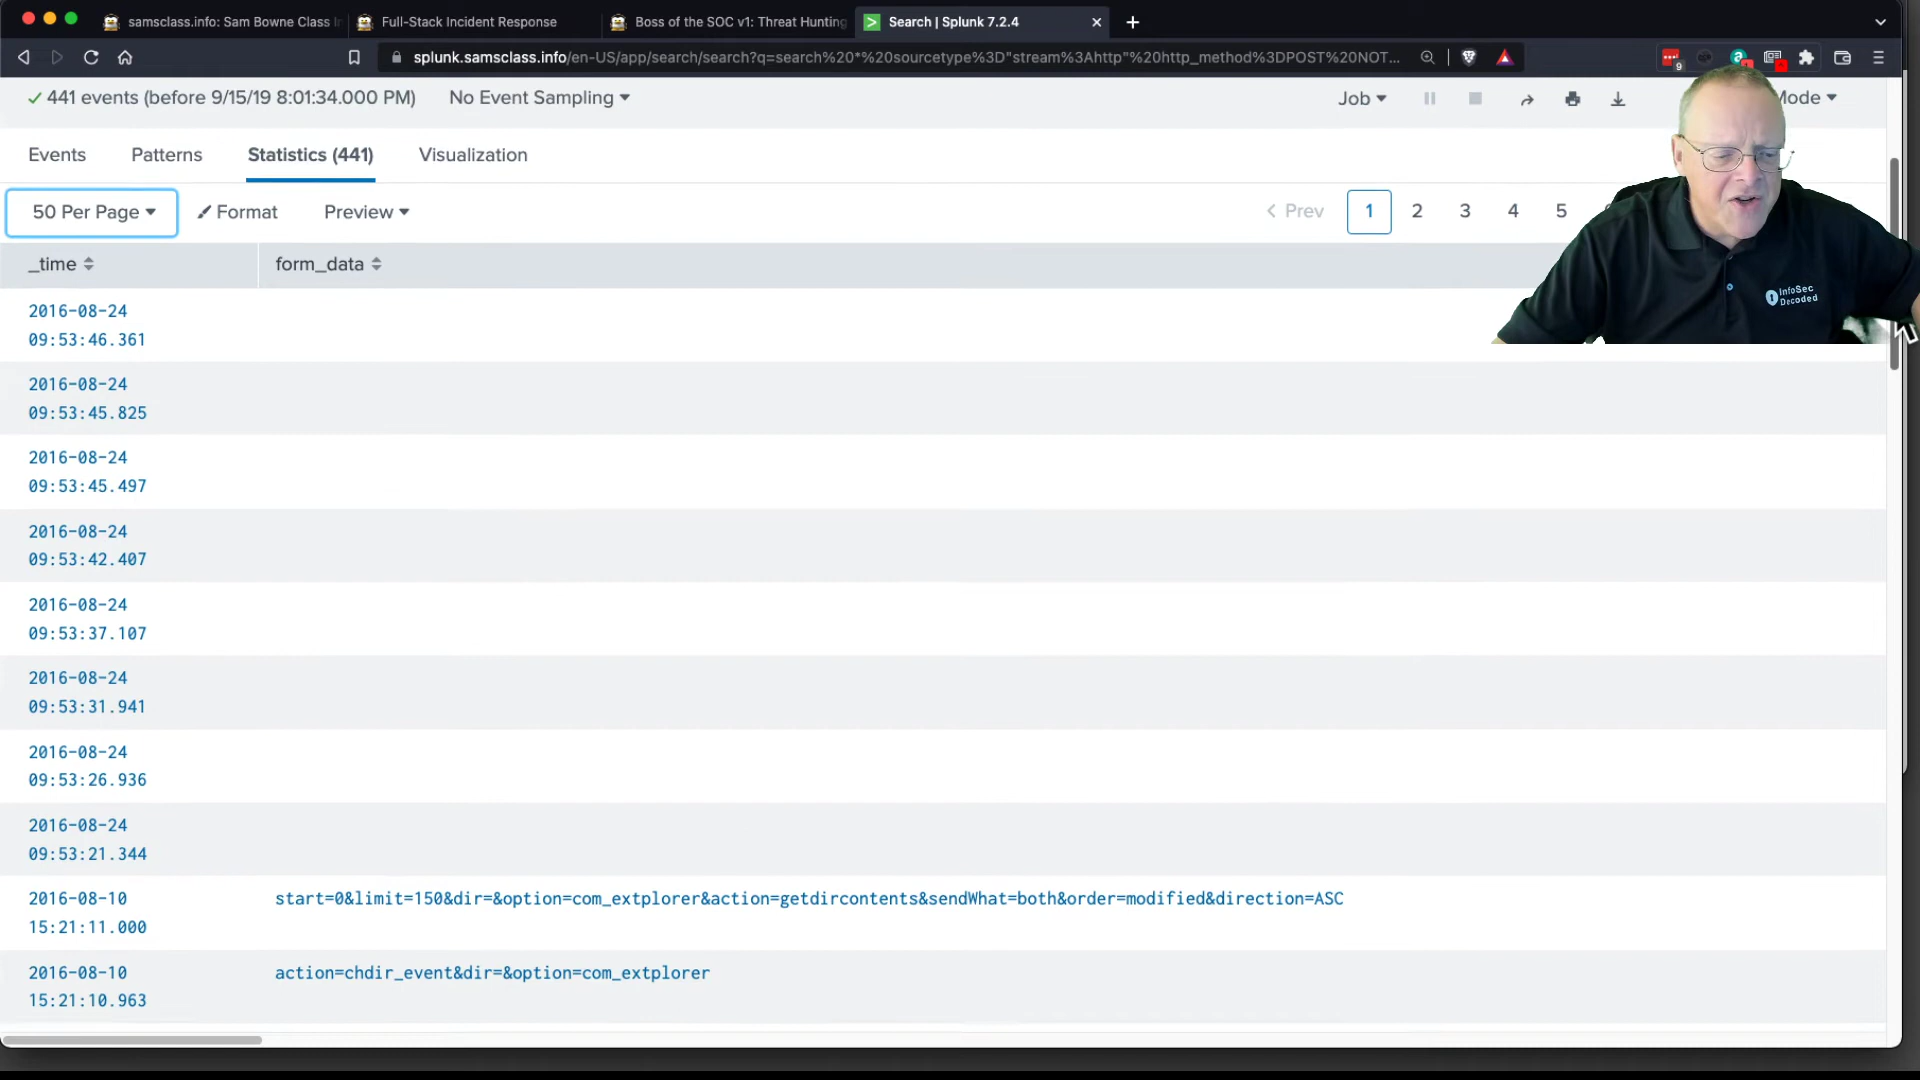 samsclass.info: Sam Bowne Class In
Full-Stack Incident Response
Boss of the SOC v1: Threat Hunting
Search | Splunk 7.2.4
splunk.samsclass.info/en-US/app/search/search?q=search%20*%20sourcetype%3D"stream%3Ahttp"%20http_method%3DPOST%20NOT...
9
441 events (before 9/15/19 8:01:34.000 PM)
No Event Sampling
Job
Mode
Events
Patterns
Statistics (441)
Visualization
50 Per Page
Format
Preview
Prev
1
2
3
4
5
_time
form_data
InfoSec
Decoded
2016-08-24
09:53:46.361
2016-08-24
09:53:45.825
2016-08-24
09:53:45.497
2016-08-24
09:53:42.407
2016-08-24
09:53:37.107
2016-08-24
09:53:31.941
2016-08-24
09:53:26.936
2016-08-24
09:53:21.344
2016-08-10
15:21:11.000
start=0&limit=150&dir=&option=com_extplorer&action=getdircontents&sendWhat=both&order=modified&direction=ASC
2016-08-10
15:21:10.963
action=chdir_event&dir=&option=com_extplorer